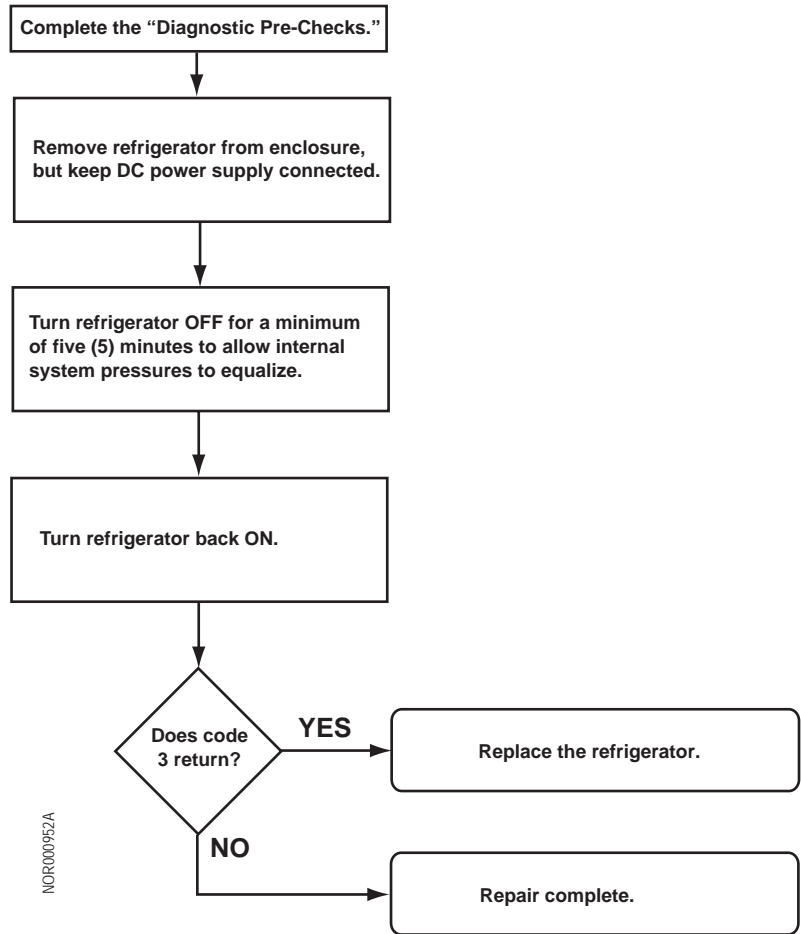 Complete the “Diagnostic Pre-Checks.”
Remove refrigerator from enclosure,
but keep DC power supply connected.
Turn refrigerator OFF for a minimum
of five (5) minutes to allow internal
system pressures to equalize.
Turn refrigerator back ON.
Does code
3 return?
YES
Replace the refrigerator.
NO
Repair complete.
NOR000952A